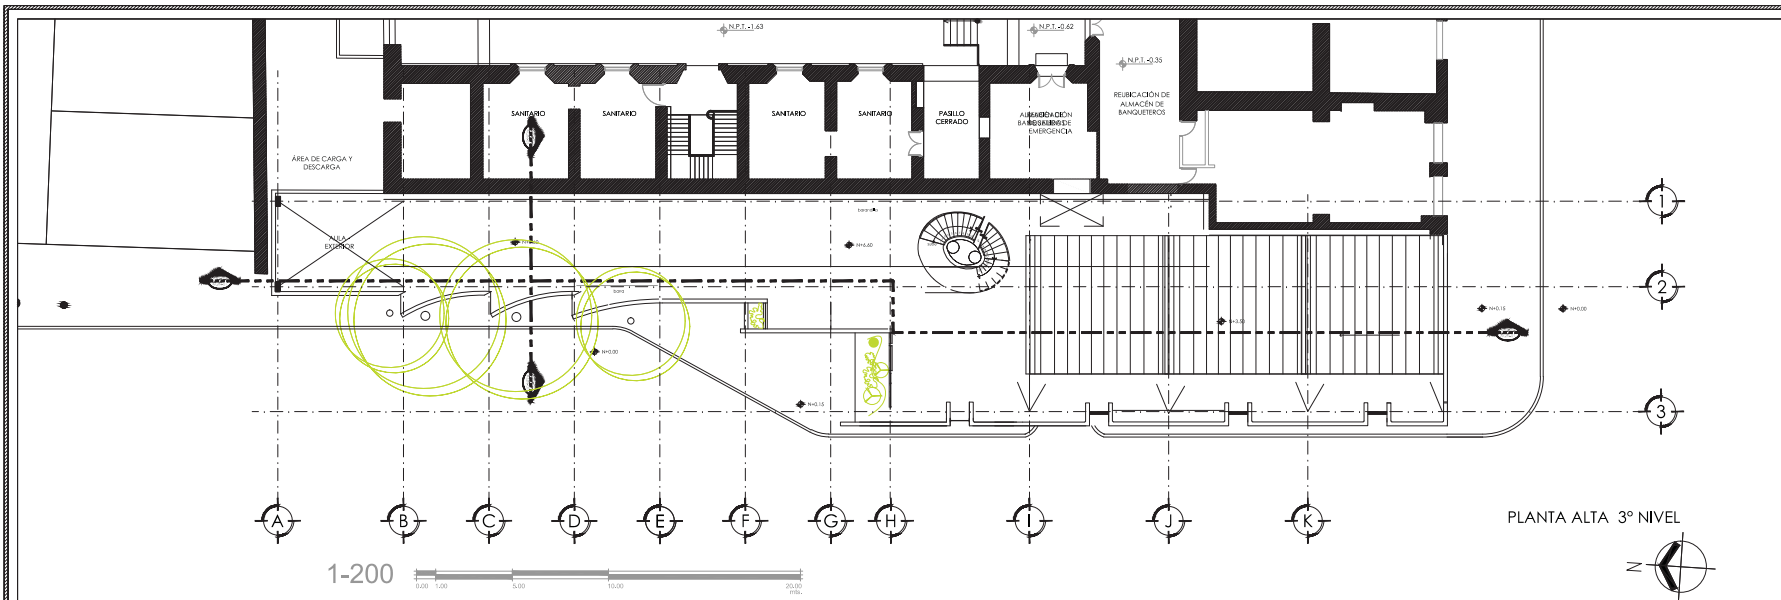 N.P.T. -1.63
N.P.T. -0.62
N.P.T. -0.35
REUBICACIÓN DE
ALMACÉN DE
BANQUETEROS
SANITARIO
SANITARIO
SANITARIO
SANITARIO
PASILLO
CERRADO
EMERGENCIA
ÁREA DE CARGA Y
DESCARGA
AULA
EXTERIOR
N+6.60
N+3.50
N+0.15
N+0.00
N+0.00
N+0.15
1
2
3
A
B
C
D
E
F
G
H
I
J
K
PLANTA ALTA 3º NIVEL
N
1-200
0.00
1.00
5.00
10.00
20.00
mts.